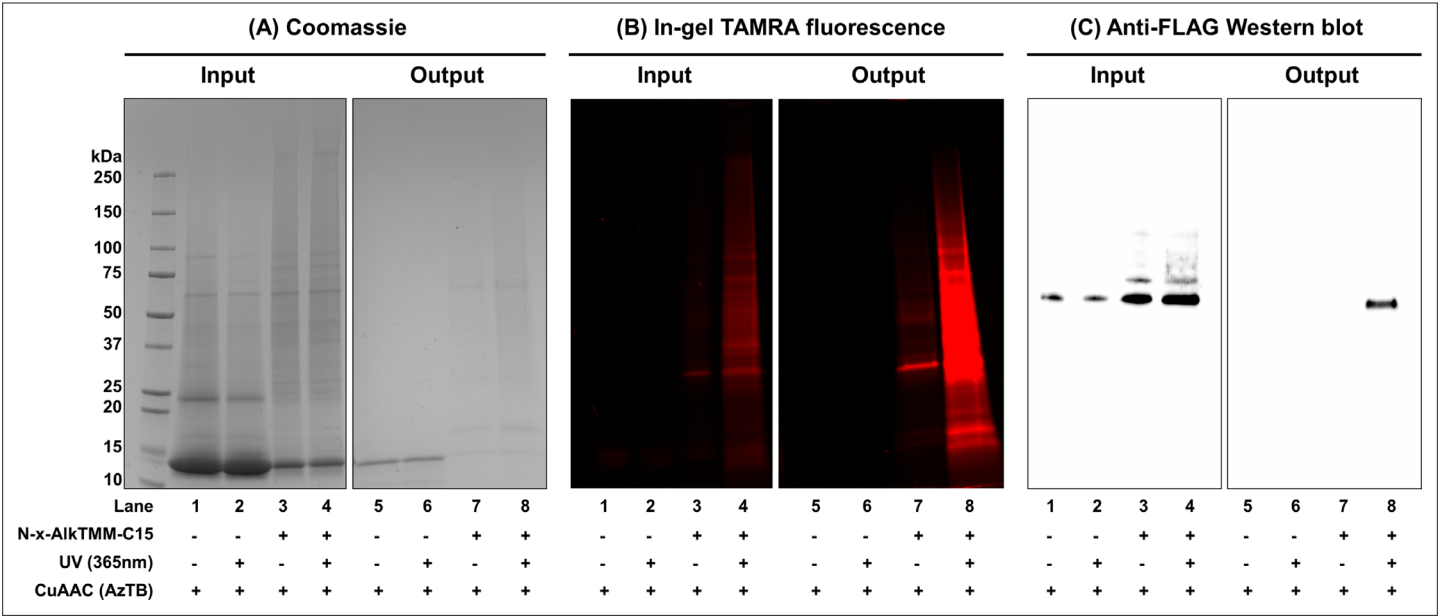 (A) Coomassie (B) In-gel TAMRA fluorescence (C) Anti-FLAG Western blot
Input Output Input Output Input Output
kDa
250
150
100
75
50
37
25
20
15
10
Lane 1 2 3 4 5 6 7 8 1 2 3 4 5 6 7 8 1 2 3 4 5 6 7 8
N-x-AlkTMM-C15 - - + + - - + + - - + + - - + + - - + + - - + +
UV (365nm) - + - + - + - + - + - + - + - + - + - + - + - +
CuAAC (AzTB) + + + + + + + + + + + + + + + + + + + + + + + +